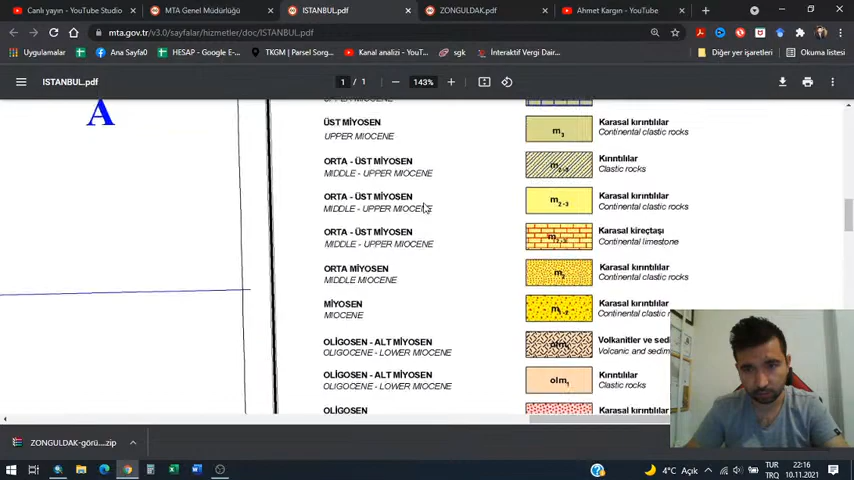 Canlı yayın - YouTube Studio
MTA Genel Müdürlüğü
ISTANBUL.pdf
ZONGULDAK.pdf
Ahmet Kargın - YouTube
mta.gov.tr/v3.0/sayfalar/hizmetler/doc/ISTANBUL.pdf
Uygulamalar
Ana Sayfa0
HESAP - Google D...
TKGM | Parsel Sorg...
Kanal analizi - YouT...
sgk
İnteraktif Vergi Dair...
Diğer yer işaretleri
Okuma listesi
ISTANBUL.pdf
1 / 1
143%
A
ÜST MİYOSEN
UPPER MIOCENE
m3
Karasal kırıntılılar
Continental clastic rocks
ORTA - ÜST MİYOSEN
MIDDLE - UPPER MIOCENE
m2-3
Kırıntılılar
Clastic rocks
ORTA - ÜST MİYOSEN
MIDDLE - UPPER MIOCENE
m2-3
Karasal kırıntılılar
Continental clastic rocks
ORTA - ÜST MİYOSEN
MIDDLE - UPPER MIOCENE
Karasal kireçtaşı
Continental limestone
ORTA MİYOSEN
MIDDLE MIOCENE
m2
Karasal kırıntılılar
Continental clastic rocks
MİYOSEN
MIOCENE
m1-2
Karasal kırıntılılar
Continental clastic
OLİGOSEN - ALT MİYOSEN
OLIGOCENE - LOWER MIOCENE
Volkanitler ve sedi
Volcanic and sedim
OLİGOSEN - ALT MİYOSEN
OLIGOCENE - LOWER MIOCENE
olm1
Kırıntılılar
Clastic rocks
OLİGOSEN
Karasal kırıntılılar
ZONGULDAK-görü....zip
4°C Açık
TUR
TRQ
22:16
10.11.2021